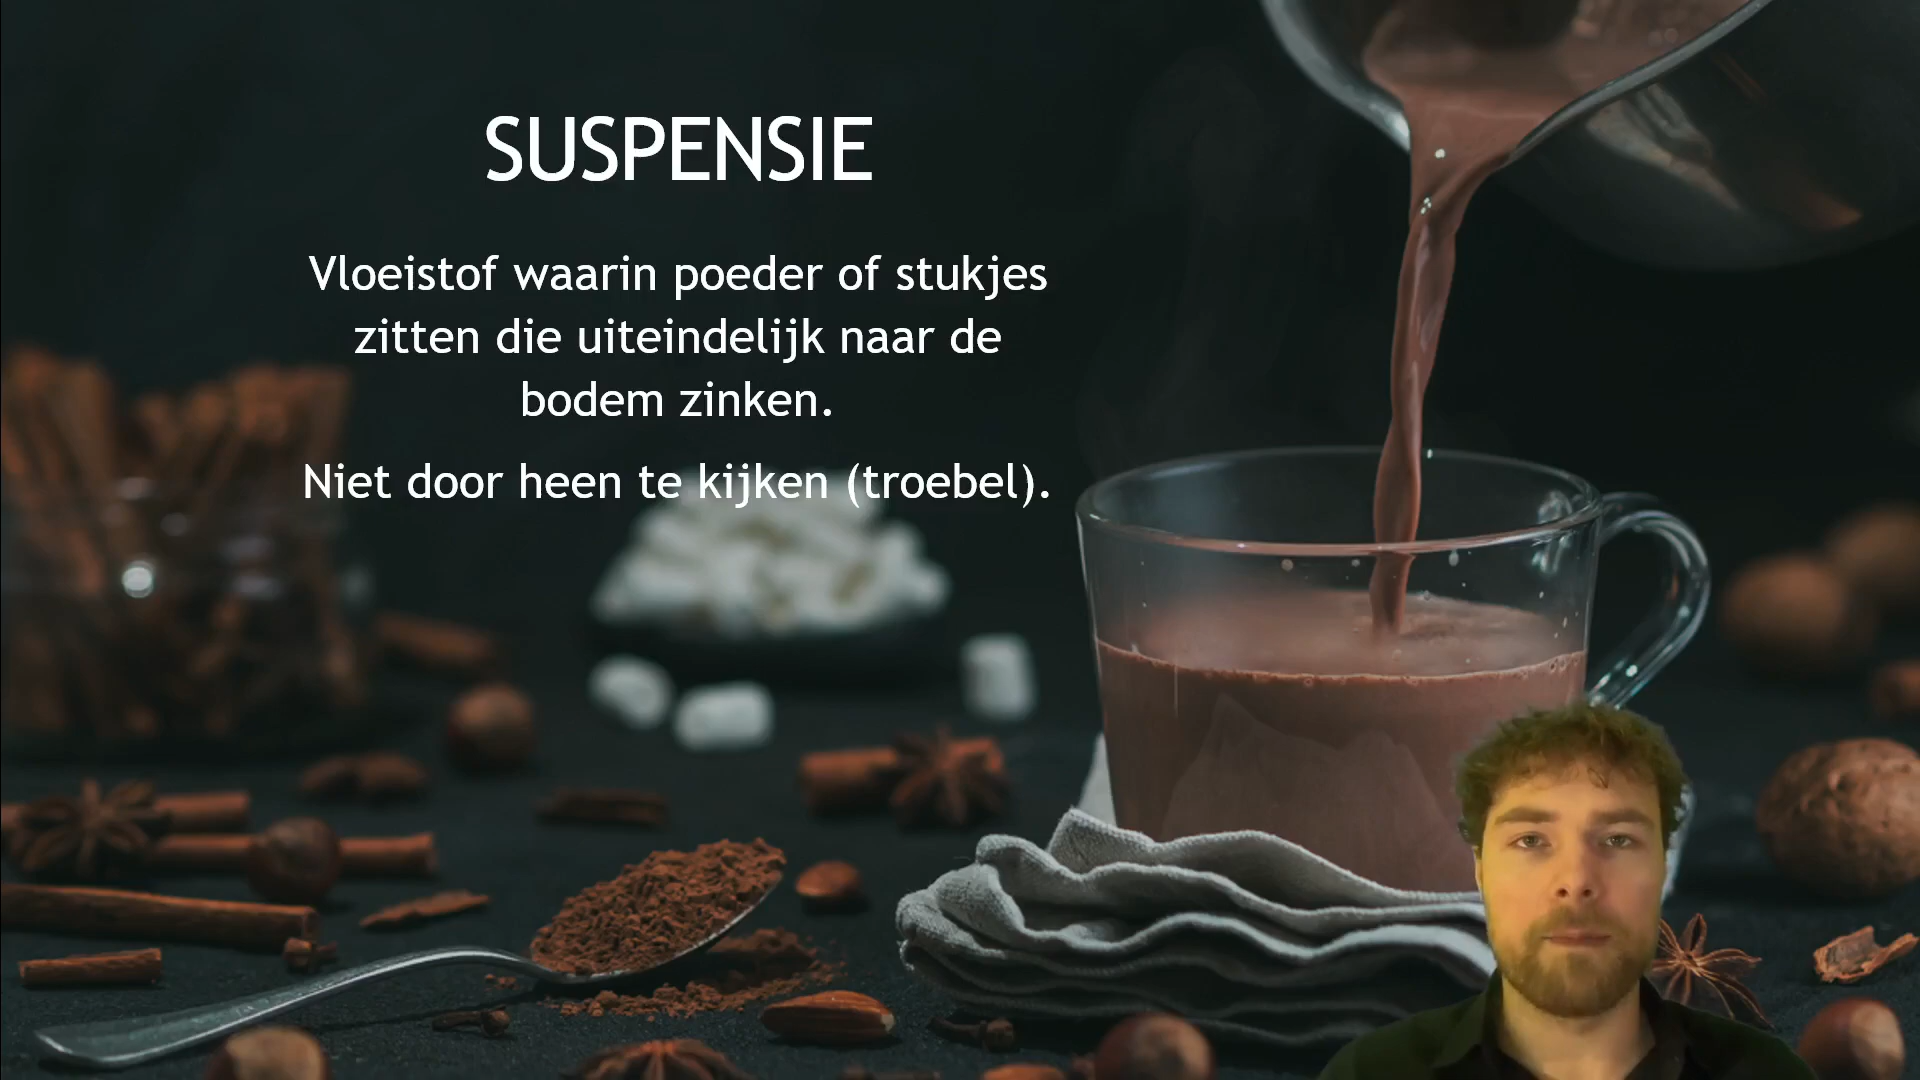 SUSPENSIE
Vloeistof waarin poeder of stukjes
zitten die uiteindelijk naar de
bodem zinken.
Niet door heen te kijken (troebel).